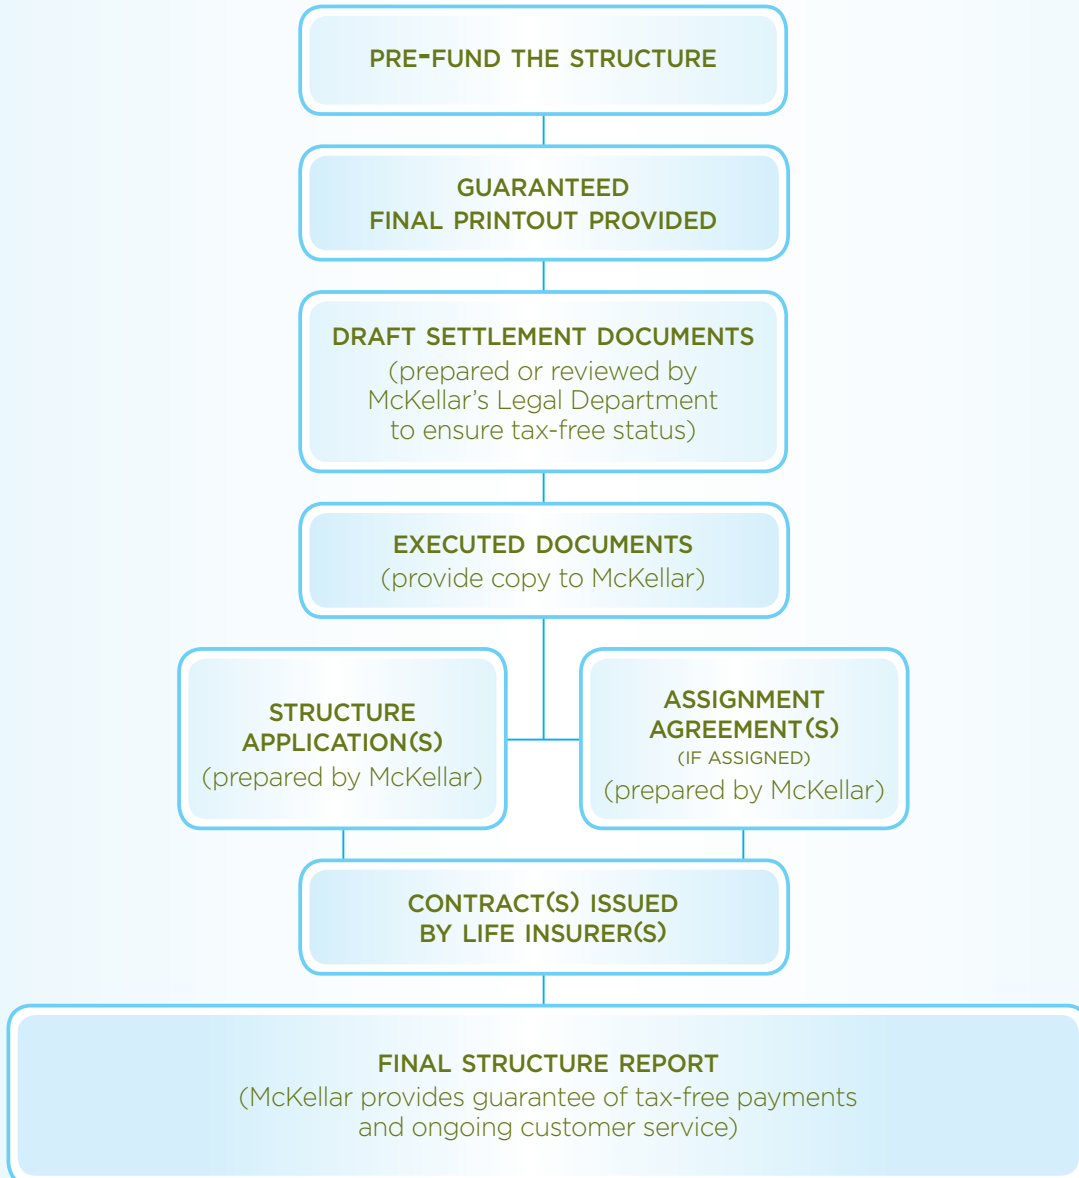 PRE-FUND THE STRUCTURE
GUARANTEED
FINAL PRINTOUT PROVIDED
DRAFT SETTLEMENT DOCUMENTS
(prepared or reviewed by
McKellar’s Legal Department
to ensure tax-free status)
EXECUTED DOCUMENTS
(provide copy to McKellar)
STRUCTURE
APPLICATION(S)
(prepared by McKellar)
ASSIGNMENT
AGREEMENT(S)
(IF ASSIGNED)
(prepared by McKellar)
CONTRACT(S) ISSUED
BY LIFE INSURER(S)
FINAL STRUCTURE REPORT
(McKellar provides guarantee of tax-free payments
and ongoing customer service)